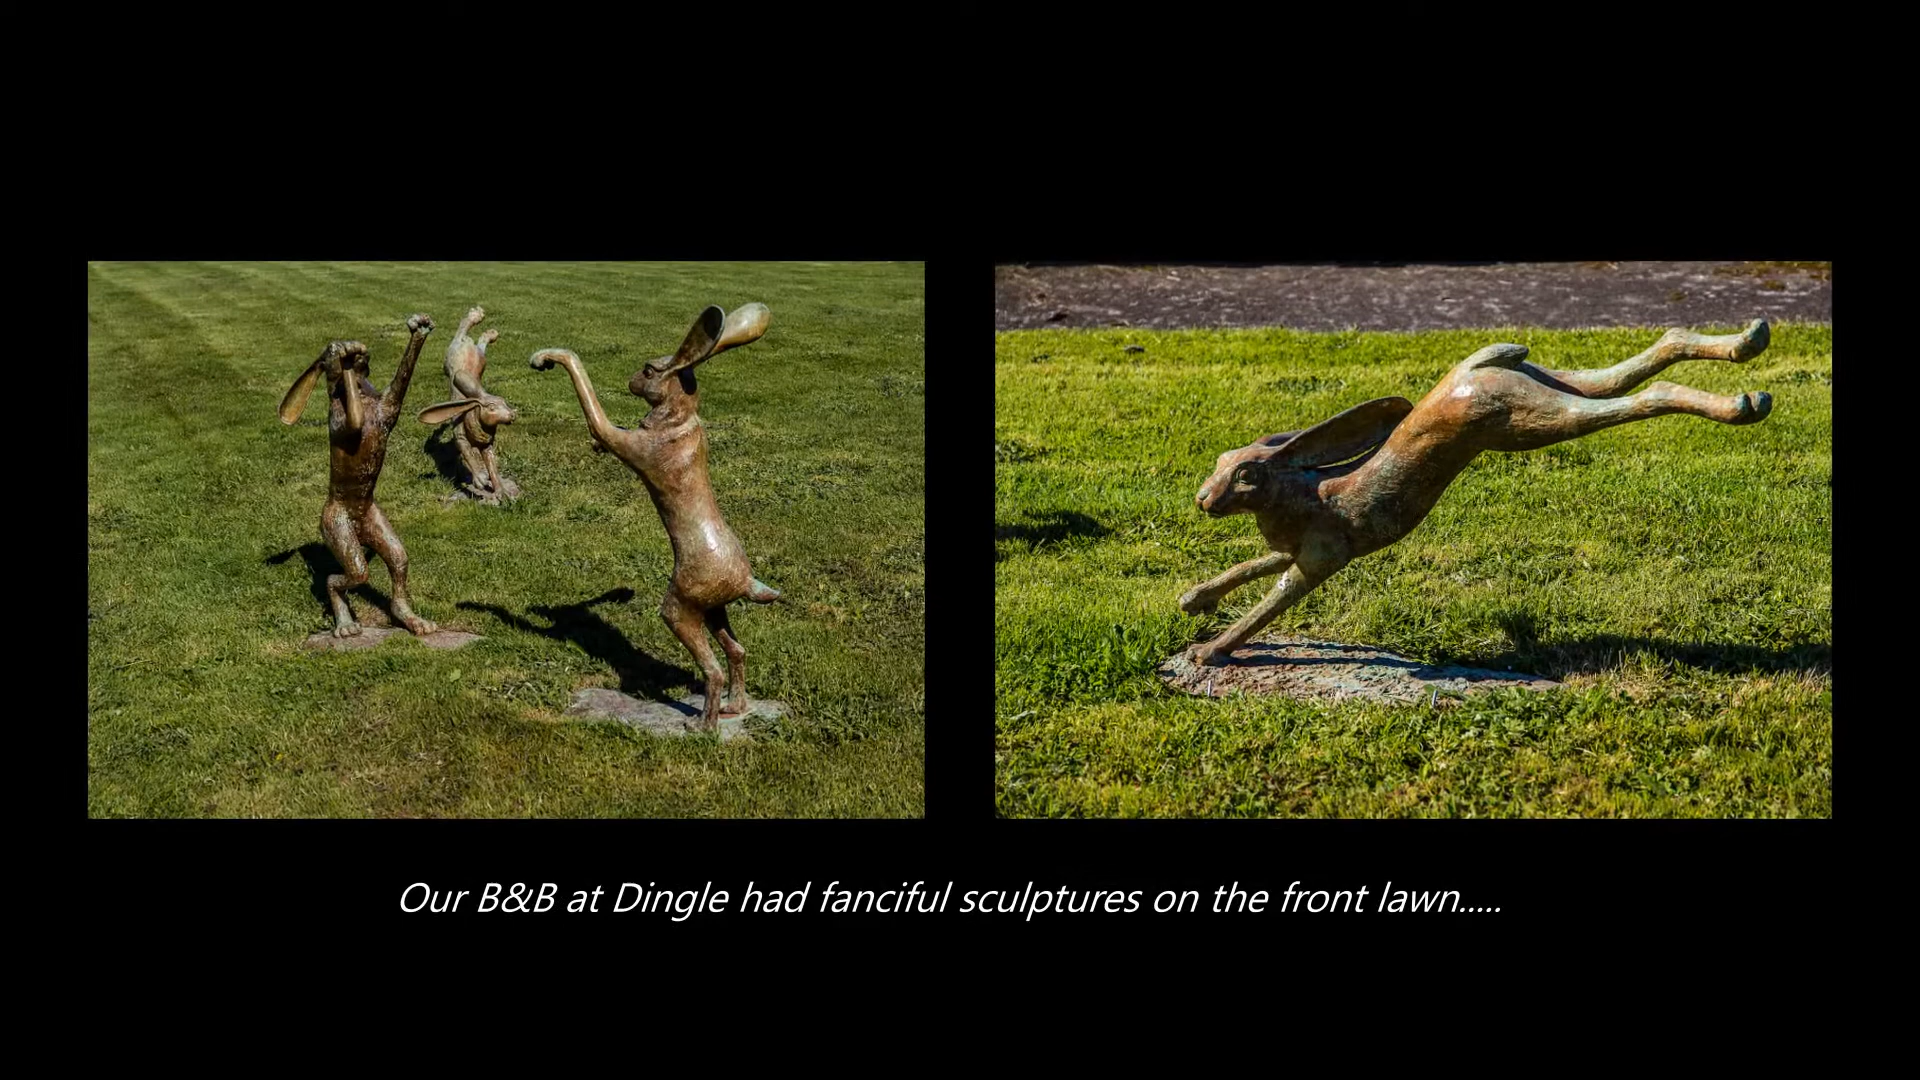 Our B&B at Dingle had fanciful sculptures on the front lawn.....